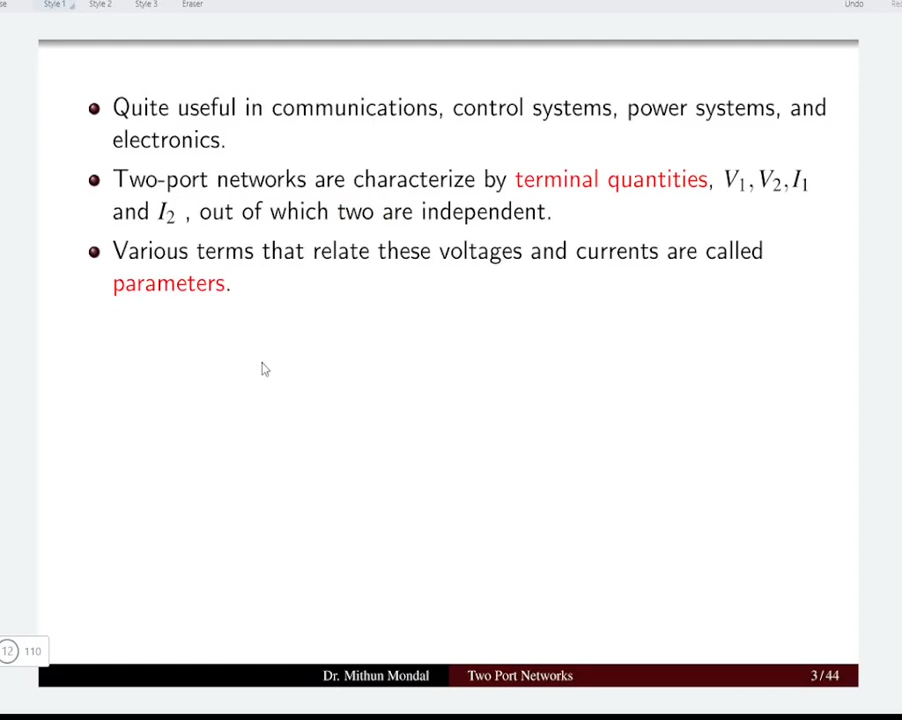 Style 1 Style 2 Style 3 Eraser Undo
Quite useful in communications, control systems, power systems, and
electronics.
Two-port networks are characterize by terminal quantities, V₁, V₂, I₁
and I₂ , out of which two are independent.
Various terms that relate these voltages and currents are called
parameters.
12 110
Dr. Mithun Mondal Two Port Networks 3/44